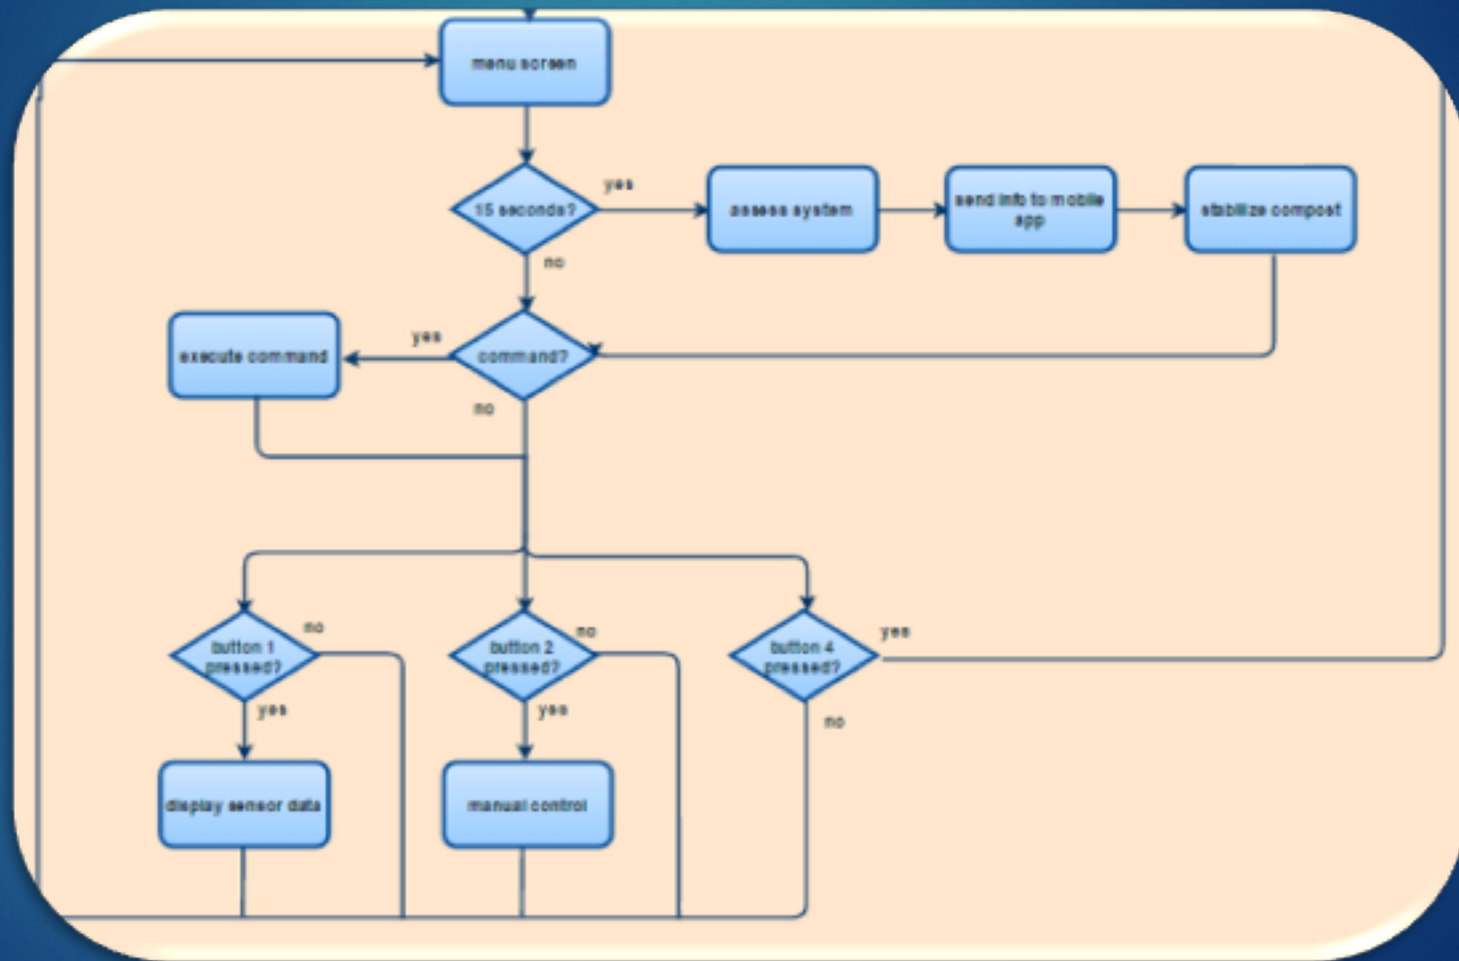 menu screen
15 seconds?
yes
assess system
send info to mobile
app
stabilize compost
no
execute command
yes
command?
no
button 1
pressed?
no
button 2
pressed?
no
button 4
pressed?
yes
yes
yes
no
display sensor data
manual control